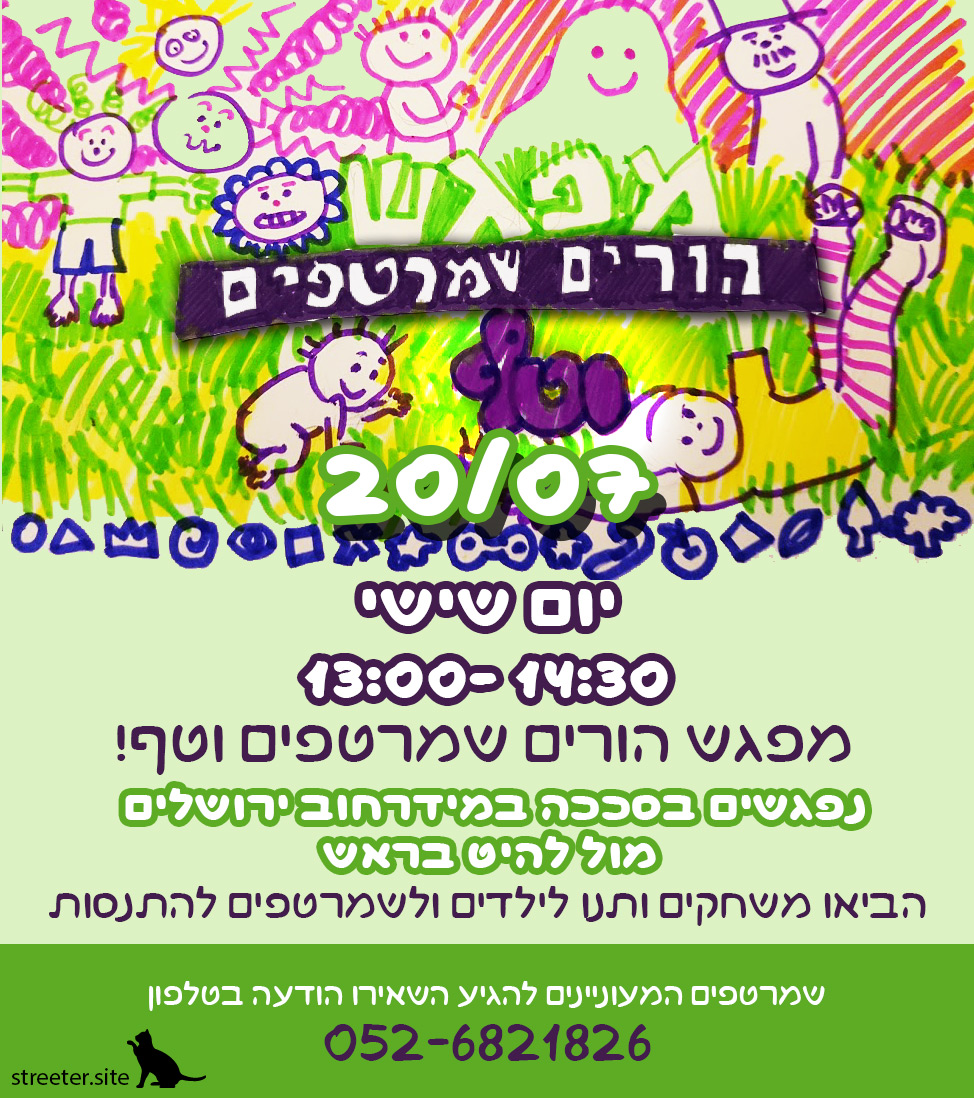 מפגש
הורים שמרטפים
וטף
20/07
יום שישי
13:00- 14:30
מפגש הורים שמרטפים וטף!
נפגשים בסככה במידרחוב ירושלים
מול להיט בראש
הביאו משחקים ותנו לילדים ולשמרטפים להתנסות
שמרטפים המעוניינים להגיע השאירו הודעה בטלפון
052-6821826
streeter.site